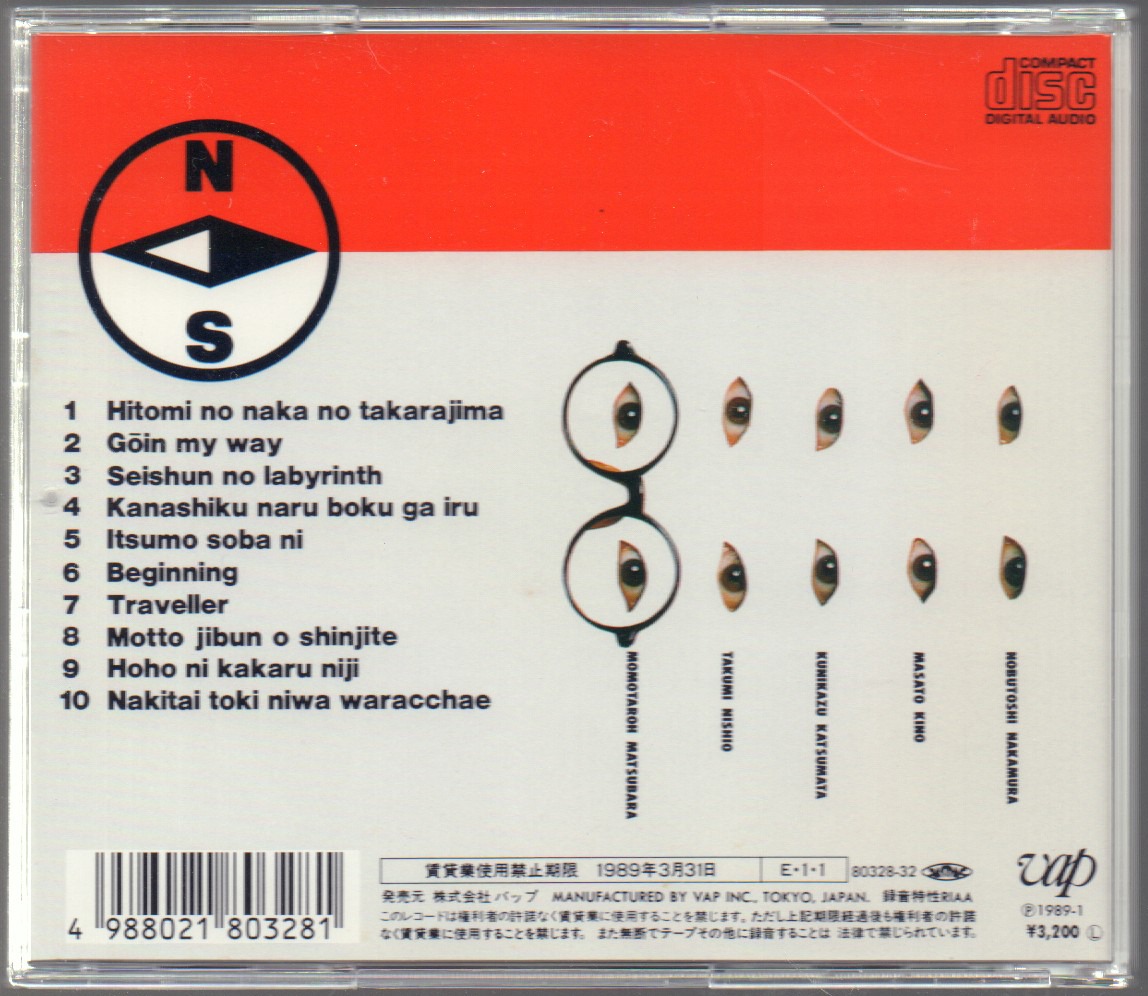 COMPACT
disc
DIGITAL AUDIO
N
S
1 Hitomi no naka no takarajima
2 Gōin my way
3 Seishun no labyrinth
4 Kanashiku naru boku ga iru
5 Itsumo soba ni
6 Beginning
7 Traveller
8 Motto jibun o shinjite
9 Hoho ni kakaru niji
10 Nakitai toki niwa waracchae
MOMOTAROH MATSUBARA
TAKUMI NISHIO
KUNIKAZU KATSUMATA
MASATO KINO
NOBUTOSHI NAKAMURA
4 988021 803281
賃貸業使用禁止期限 1989年3月31日 E・1・1 80328-32
発売元 株式会社バップ MANUFACTURED BY VAP INC., TOKYO, JAPAN. 録音特性RIAA
このレコードは権利者の許諾なく賃貸業に使用することを禁じます。ただし上記期限経過後も権利者の許諾
なく賃貸業に使用することを禁じます。また無断でテープその他に録音することは 法律で禁じられています。
vap
Ⓟ1989-1
¥3,200 Ⓛ